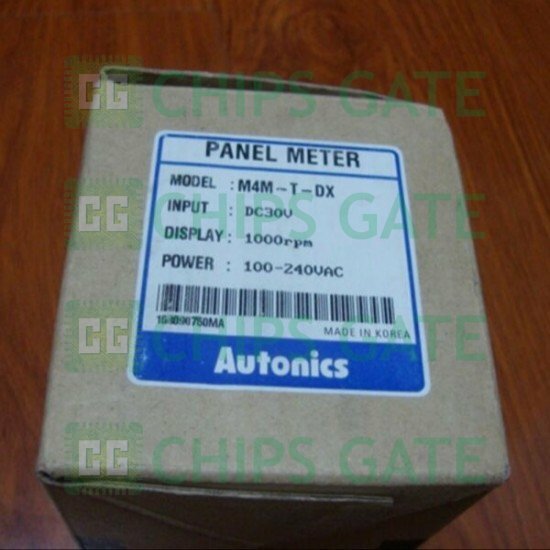 CHIPS GATE
PANEL METER
MODEL : M4M-T-DX
INPUT : DC30V
DISPLAY : 1000rpm
POWER : 100-240VAC
MADE IN KOREA
Autonics
CHIPS GATE
CHIPS GATE
CHIPS GATE